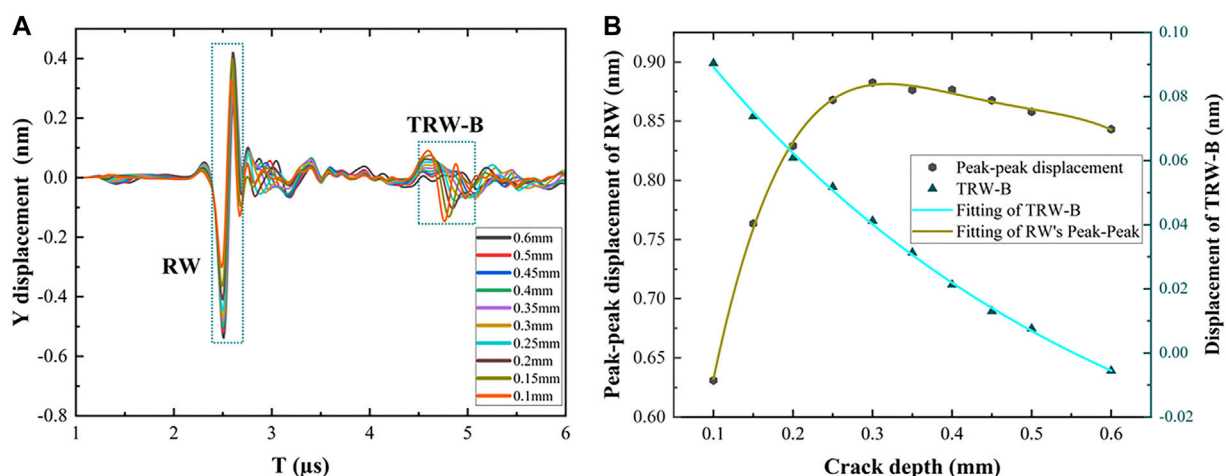 A
Y displacement (nm)
0.4
0.2
0.0
-0.2
-0.4
-0.6
-0.8
RW
TRW-B
0.6mm
0.5mm
0.45mm
0.4mm
0.35mm
0.3mm
0.25mm
0.2mm
0.15mm
0.1mm
1
2
3
4
5
6
T (µs)
B
Peak-peak displacement of RW (nm)
0.90
0.85
0.80
0.75
0.70
0.65
0.60
Peak-peak displacement
TRW-B
Fitting of TRW-B
Fitting of RW's Peak-Peak
0.10
0.08
0.06
0.04
0.02
0.00
-0.02
Displacement of TRW-B (nm)
0.1
0.2
0.3
0.4
0.5
0.6
Crack depth (mm)